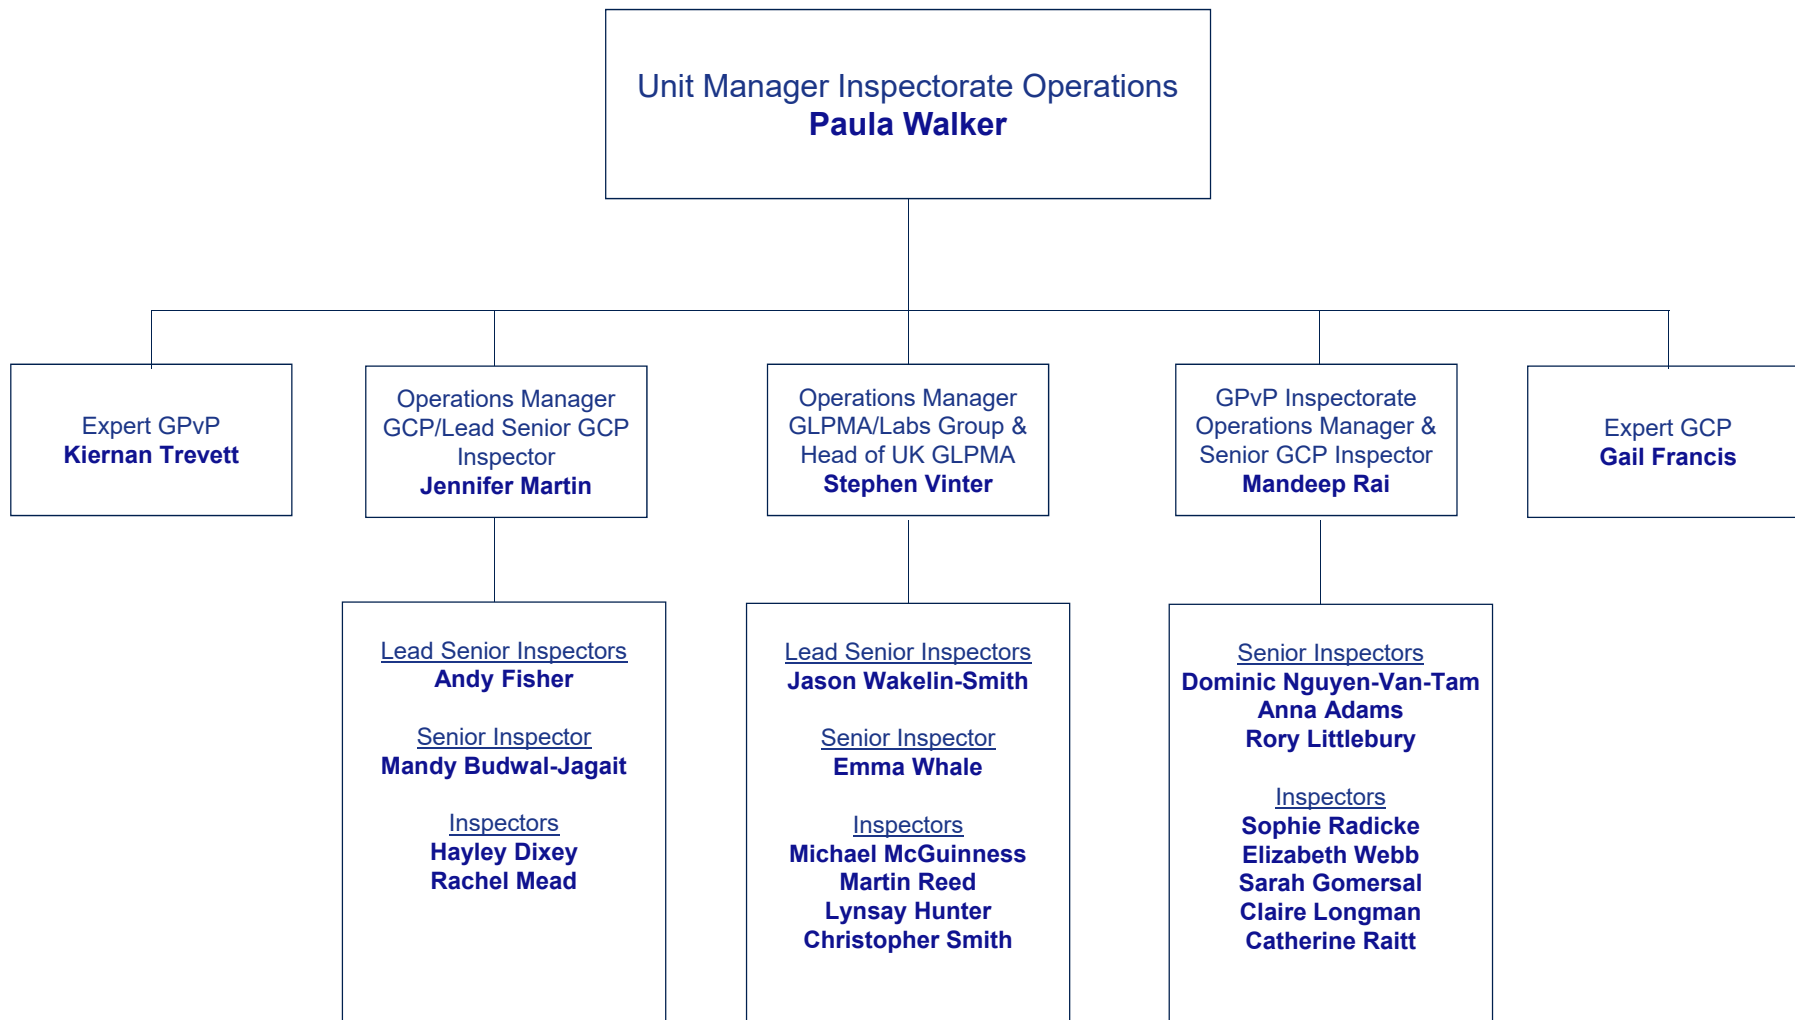 Unit Manager Inspectorate Operations
Paula Walker
Expert GPvP
Kiernan Trevett
Operations Manager
GCP/Lead Senior GCP
Inspector
Jennifer Martin
Operations Manager
GLPMA/Labs Group &
Head of UK GLPMA
Stephen Vinter
GPvP Inspectorate
Operations Manager &
Senior GCP Inspector
Mandeep Rai
Expert GCP
Gail Francis
Lead Senior Inspectors
Andy Fisher
Senior Inspector
Mandy Budwal-Jagait
Inspectors
Hayley Dixey
Rachel Mead
Lead Senior Inspectors
Jason Wakelin-Smith
Senior Inspector
Emma Whale
Inspectors
Michael McGuinness
Martin Reed
Lynsay Hunter
Christopher Smith
Senior Inspectors
Dominic Nguyen-Van-Tam
Anna Adams
Rory Littlebury
Inspectors
Sophie Radicke
Elizabeth Webb
Sarah Gomersal
Claire Longman
Catherine Raitt